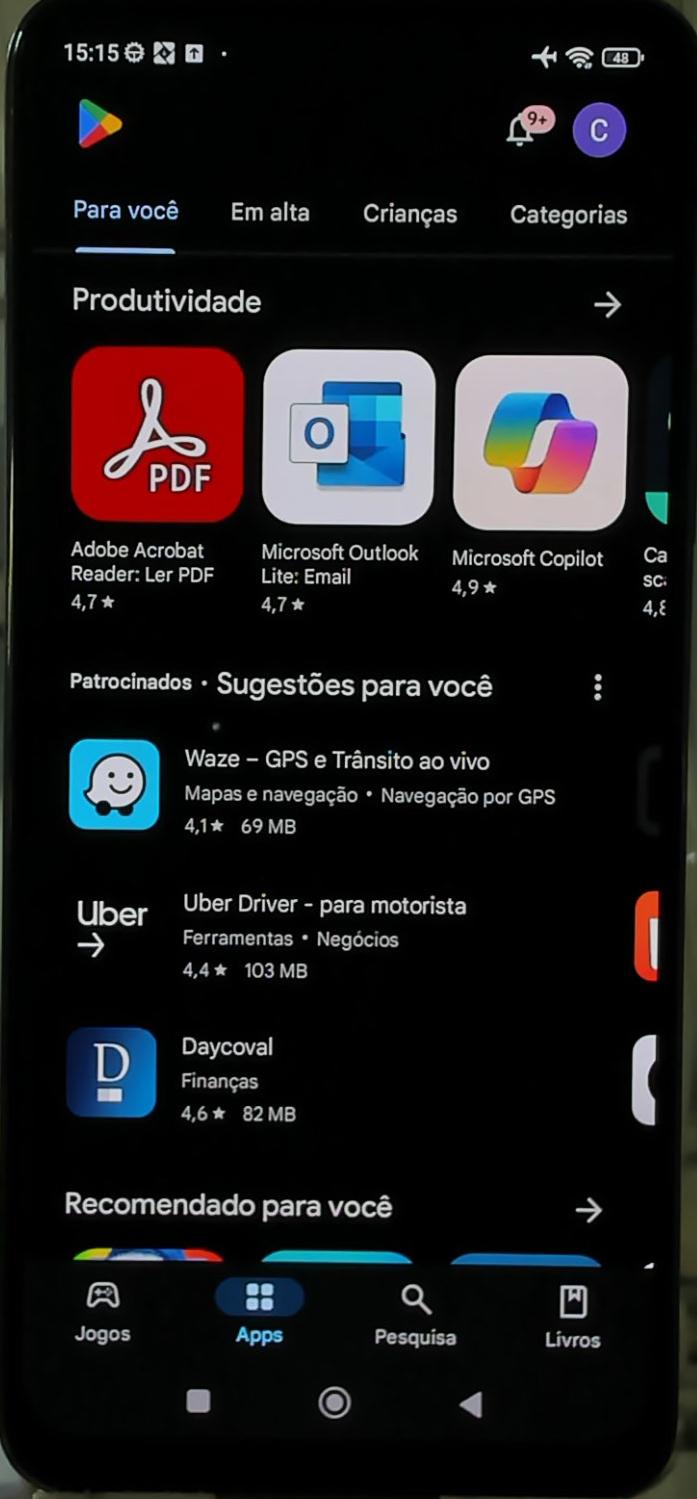 15:15
48
9+
C
Para você Em alta Crianças Categorias
Produtividade
PDF
O
Adobe Acrobat
Reader: Ler PDF
4,7★
Microsoft Outlook
Lite: Email
4,7★
Microsoft Copilot
4,9★
Ca
sc
4,8
Patrocinados • Sugestões para você
Waze – GPS e Trânsito ao vivo
Mapas e navegação • Navegação por GPS
4,1★ 69 MB
Uber
Uber Driver - para motorista
Ferramentas • Negócios
4,4★ 103 MB
D
Daycoval
Finanças
4,6★ 82 MB
Recomendado para você
Jogos Apps Pesquisa Livros